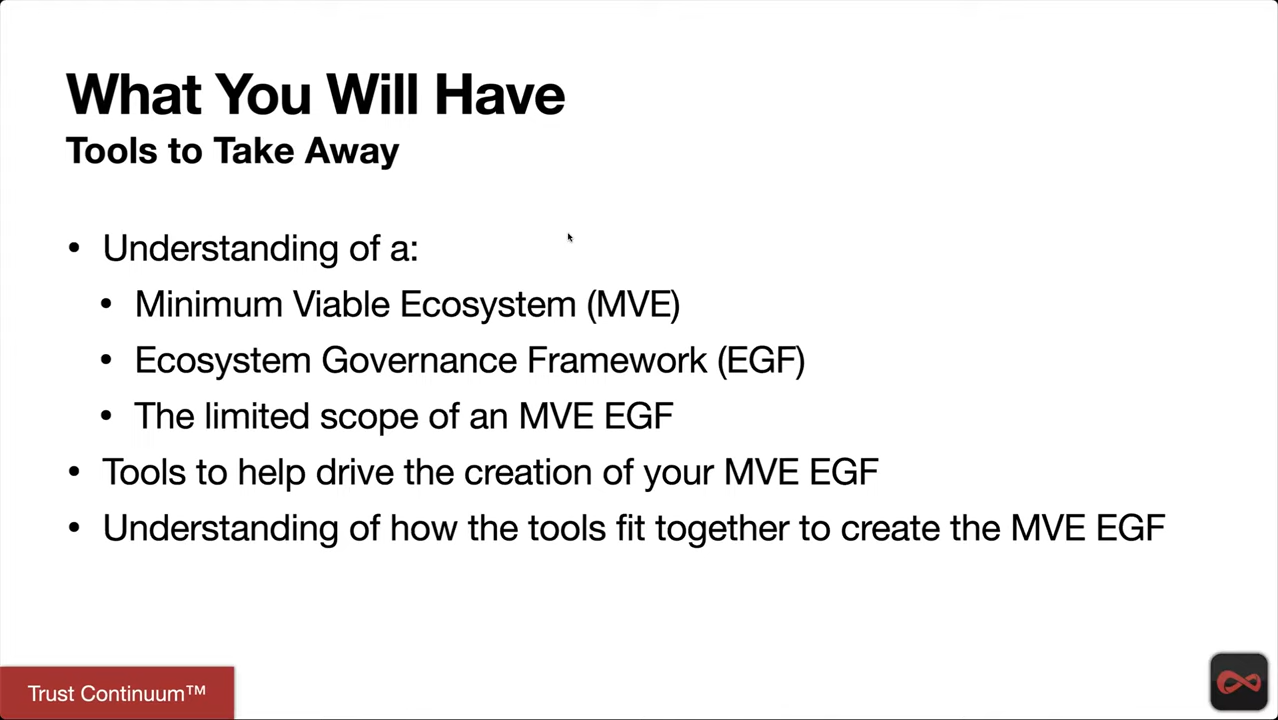 What You Will Have
Tools to Take Away
• Understanding of a:
• Minimum Viable Ecosystem (MVE)
• Ecosystem Governance Framework (EGF)
• The limited scope of an MVE EGF
• Tools to help drive the creation of your MVE EGF
• Understanding of how the tools fit together to create the MVE EGF
Trust Continuum™